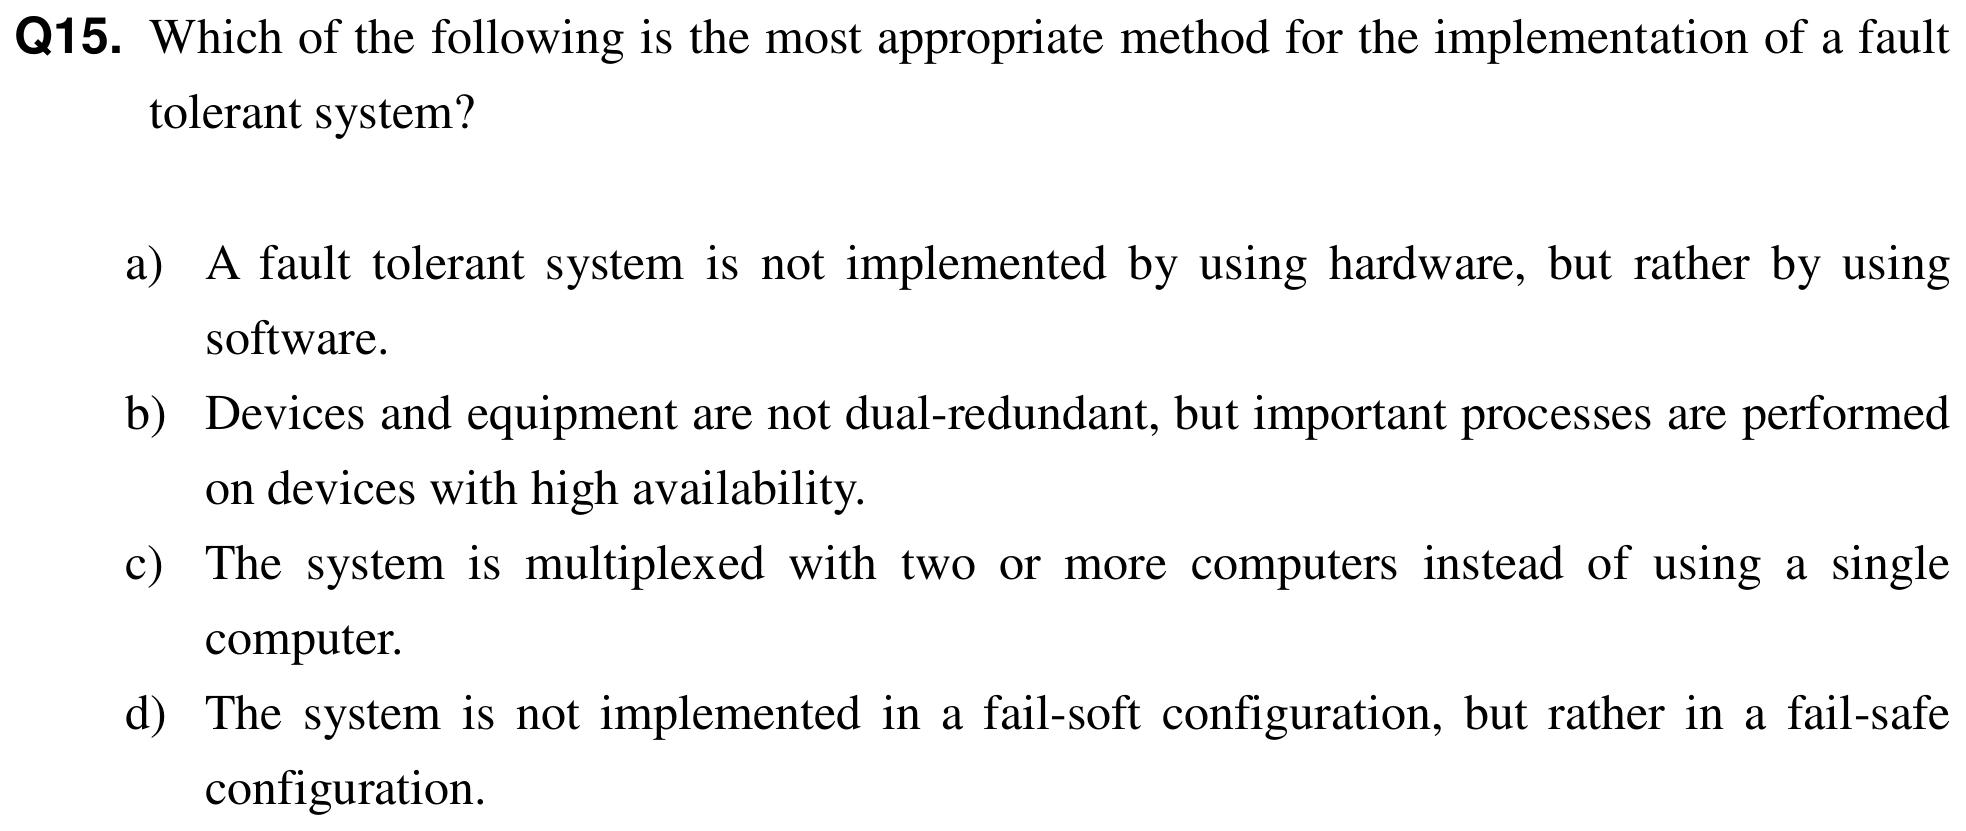 Q15. Which of the following is the most appropriate method for the implementation of a fault
tolerant system?
a) A fault tolerant system is not implemented by using hardware, but rather by using
software.
b) Devices and equipment are not dual-redundant, but important processes are performed
on devices with high availability.
c) The system is multiplexed with two or more computers instead of using a single
computer.
d) The system is not implemented in a fail-soft configuration, but rather in a fail-safe
configuration.